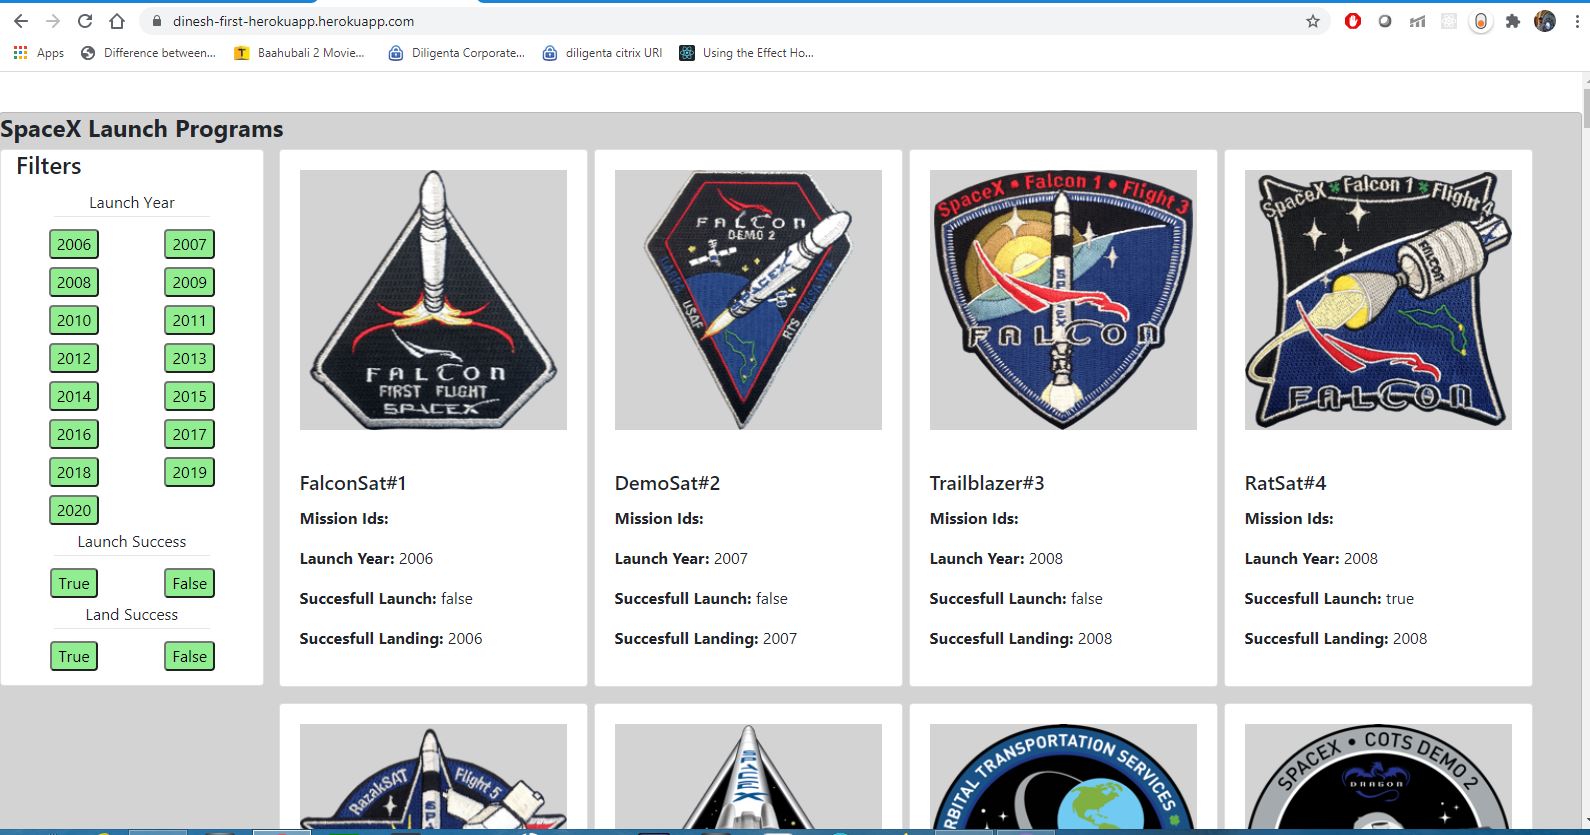 dinesh-first-herokuapp.herokuapp.com
Apps
Difference between...
Baahubali 2 Movie...
Diligenta Corporate...
diligenta citrix URI
Using the Effect Ho...
SpaceX Launch Programs
Filters
Launch Year
2006 2007
2008 2009
2010 2011
2012 2013
2014 2015
2016 2017
2018 2019
2020
Launch Success
True False
Land Success
True False
FALCON
FIRST FLIGHT
SPACEX
FalconSat#1
Mission Ids:
Launch Year: 2006
Succesfull Launch: false
Succesfull Landing: 2006
FALCON
DEMO 2
SPACEX
USAF
RTS
DemoSat#2
Mission Ids:
Launch Year: 2007
Succesfull Launch: false
Succesfull Landing: 2007
SpaceX • Falcon 1 • Flight 3
SPACEX
FALCON
Trailblazer#3
Mission Ids:
Launch Year: 2008
Succesfull Launch: false
Succesfull Landing: 2008
SpaceX Falcon 1 Flight 4
FALCON
FALCON
RatSat#4
Mission Ids:
Launch Year: 2008
Succesfull Launch: true
Succesfull Landing: 2008
RazakSAT Flight 5
SPACEX
ORBITAL TRANSPORTATION SERVICES
SPACEX • COTS DEMO 2
DRAGON